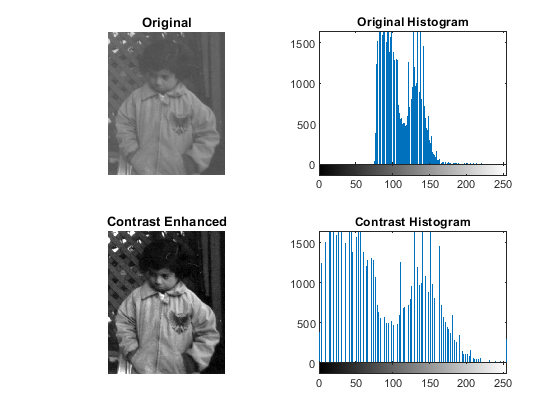 Original
Original Histogram
1500
1000
500
0
0 50 100 150 200 250
Contrast Enhanced
Contrast Histogram
1500
1000
500
0
0 50 100 150 200 250